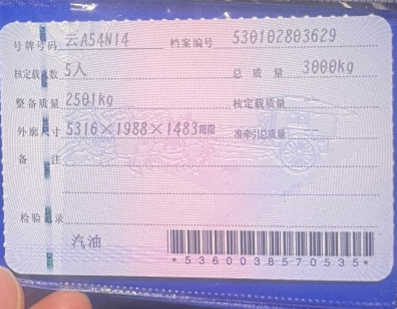 号牌号码 云A54N14 档案编号 530102803629
核定载人数 5人 总质量 3000kg
整备质量 2501kg 核定载质量
外廓尺寸 5316×1988×1483mm 准牵引总质量
备注
检验记录
汽油
*5360038570535*